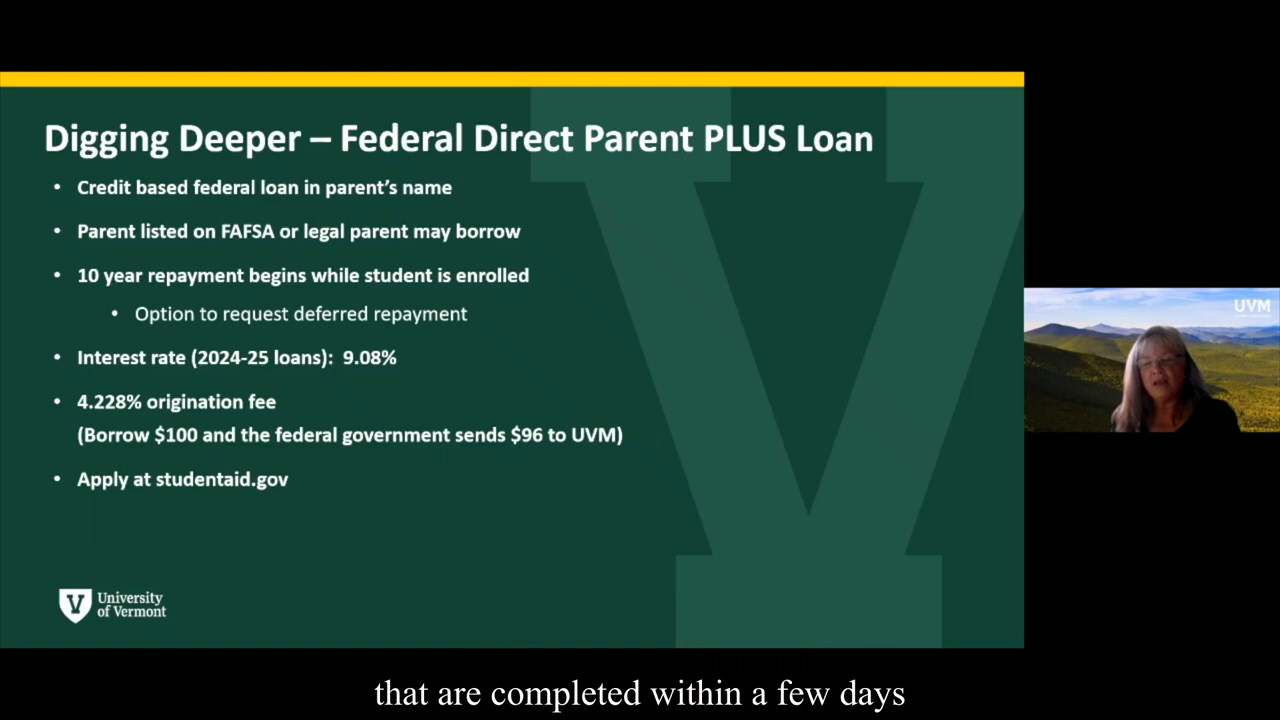 Digging Deeper – Federal Direct Parent PLUS Loan
• Credit based federal loan in parent's name
• Parent listed on FAFSA or legal parent may borrow
• 10 year repayment begins while student is enrolled
• Option to request deferred repayment
• Interest rate (2024-25 loans): 9.08%
• 4.228% origination fee
(Borrow $100 and the federal government sends $96 to UVM)
• Apply at studentaid.gov
V University
of Vermont
UVM
that are completed within a few days